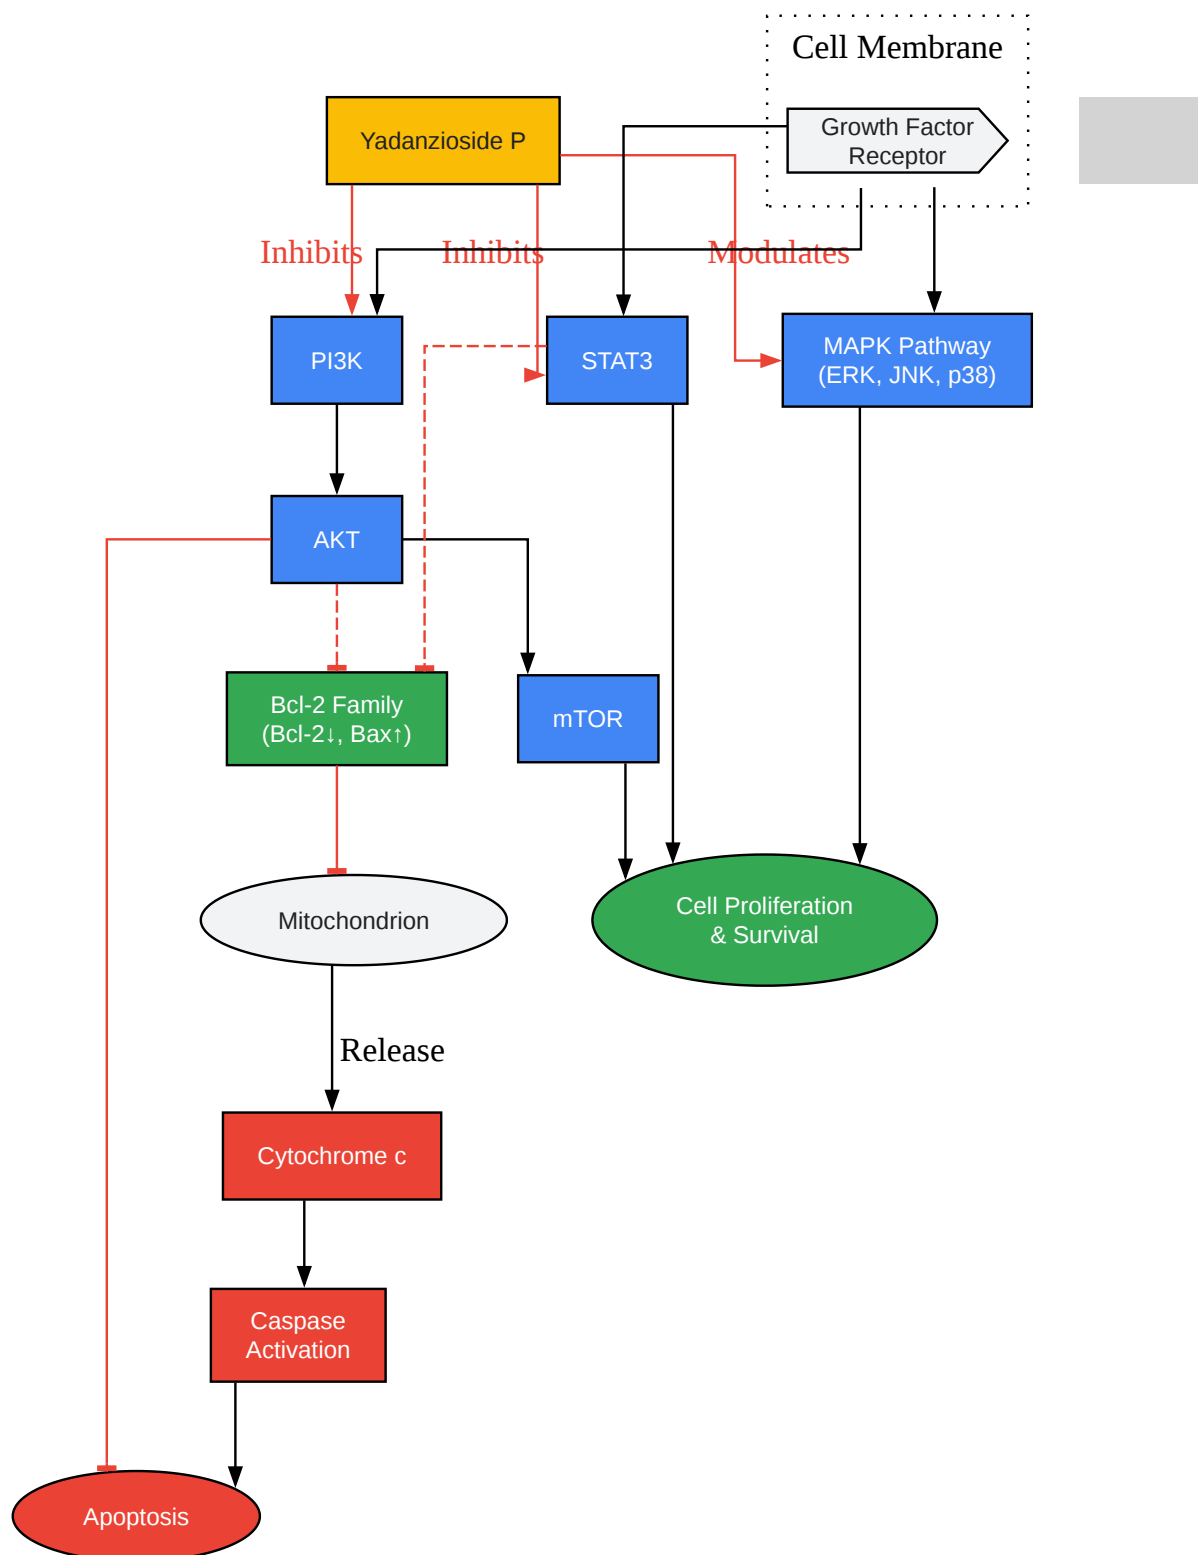 Cell Membrane
Yadanzioside P
Growth Factor
Receptor
Inhibits
Inhibits
Modulates
PI3K
STAT3
MAPK Pathway
(ERK, JNK, p38)
AKT
Bcl-2 Family
(Bcl-2↓, Bax↑)
mTOR
Mitochondrion
Cell Proliferation
& Survival
Release
Cytochrome c
Caspase
Activation
Apoptosis